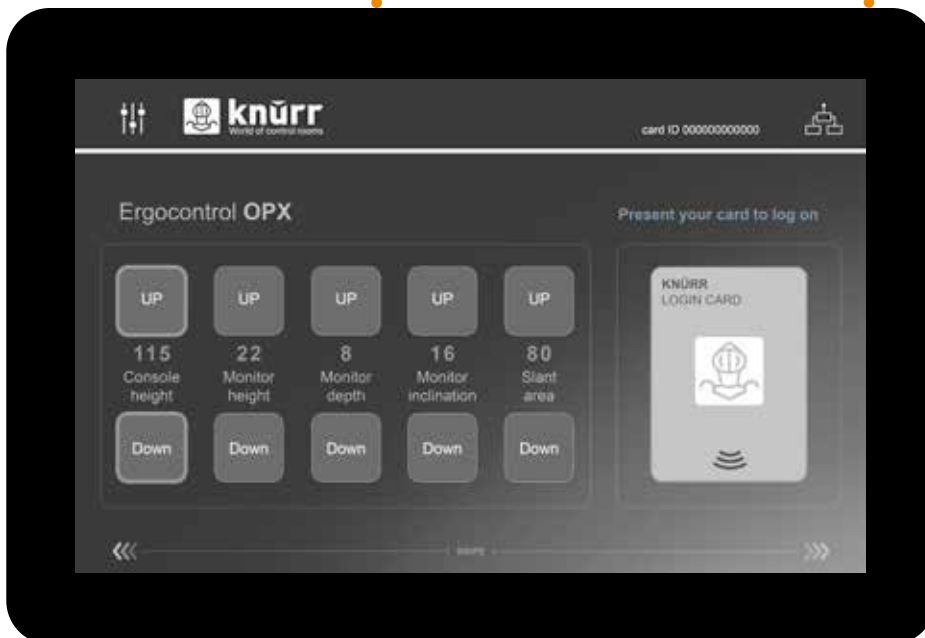 knürr
World of control rooms
card ID 000000000000
Ergocontrol OPX
Present your card to log on
UP UP UP UP UP
115 22 8 16 80
Console Monitor Monitor Monitor Slant
height height depth inclination area
Down Down Down Down Down
KNÜRR
LOGIN CARD